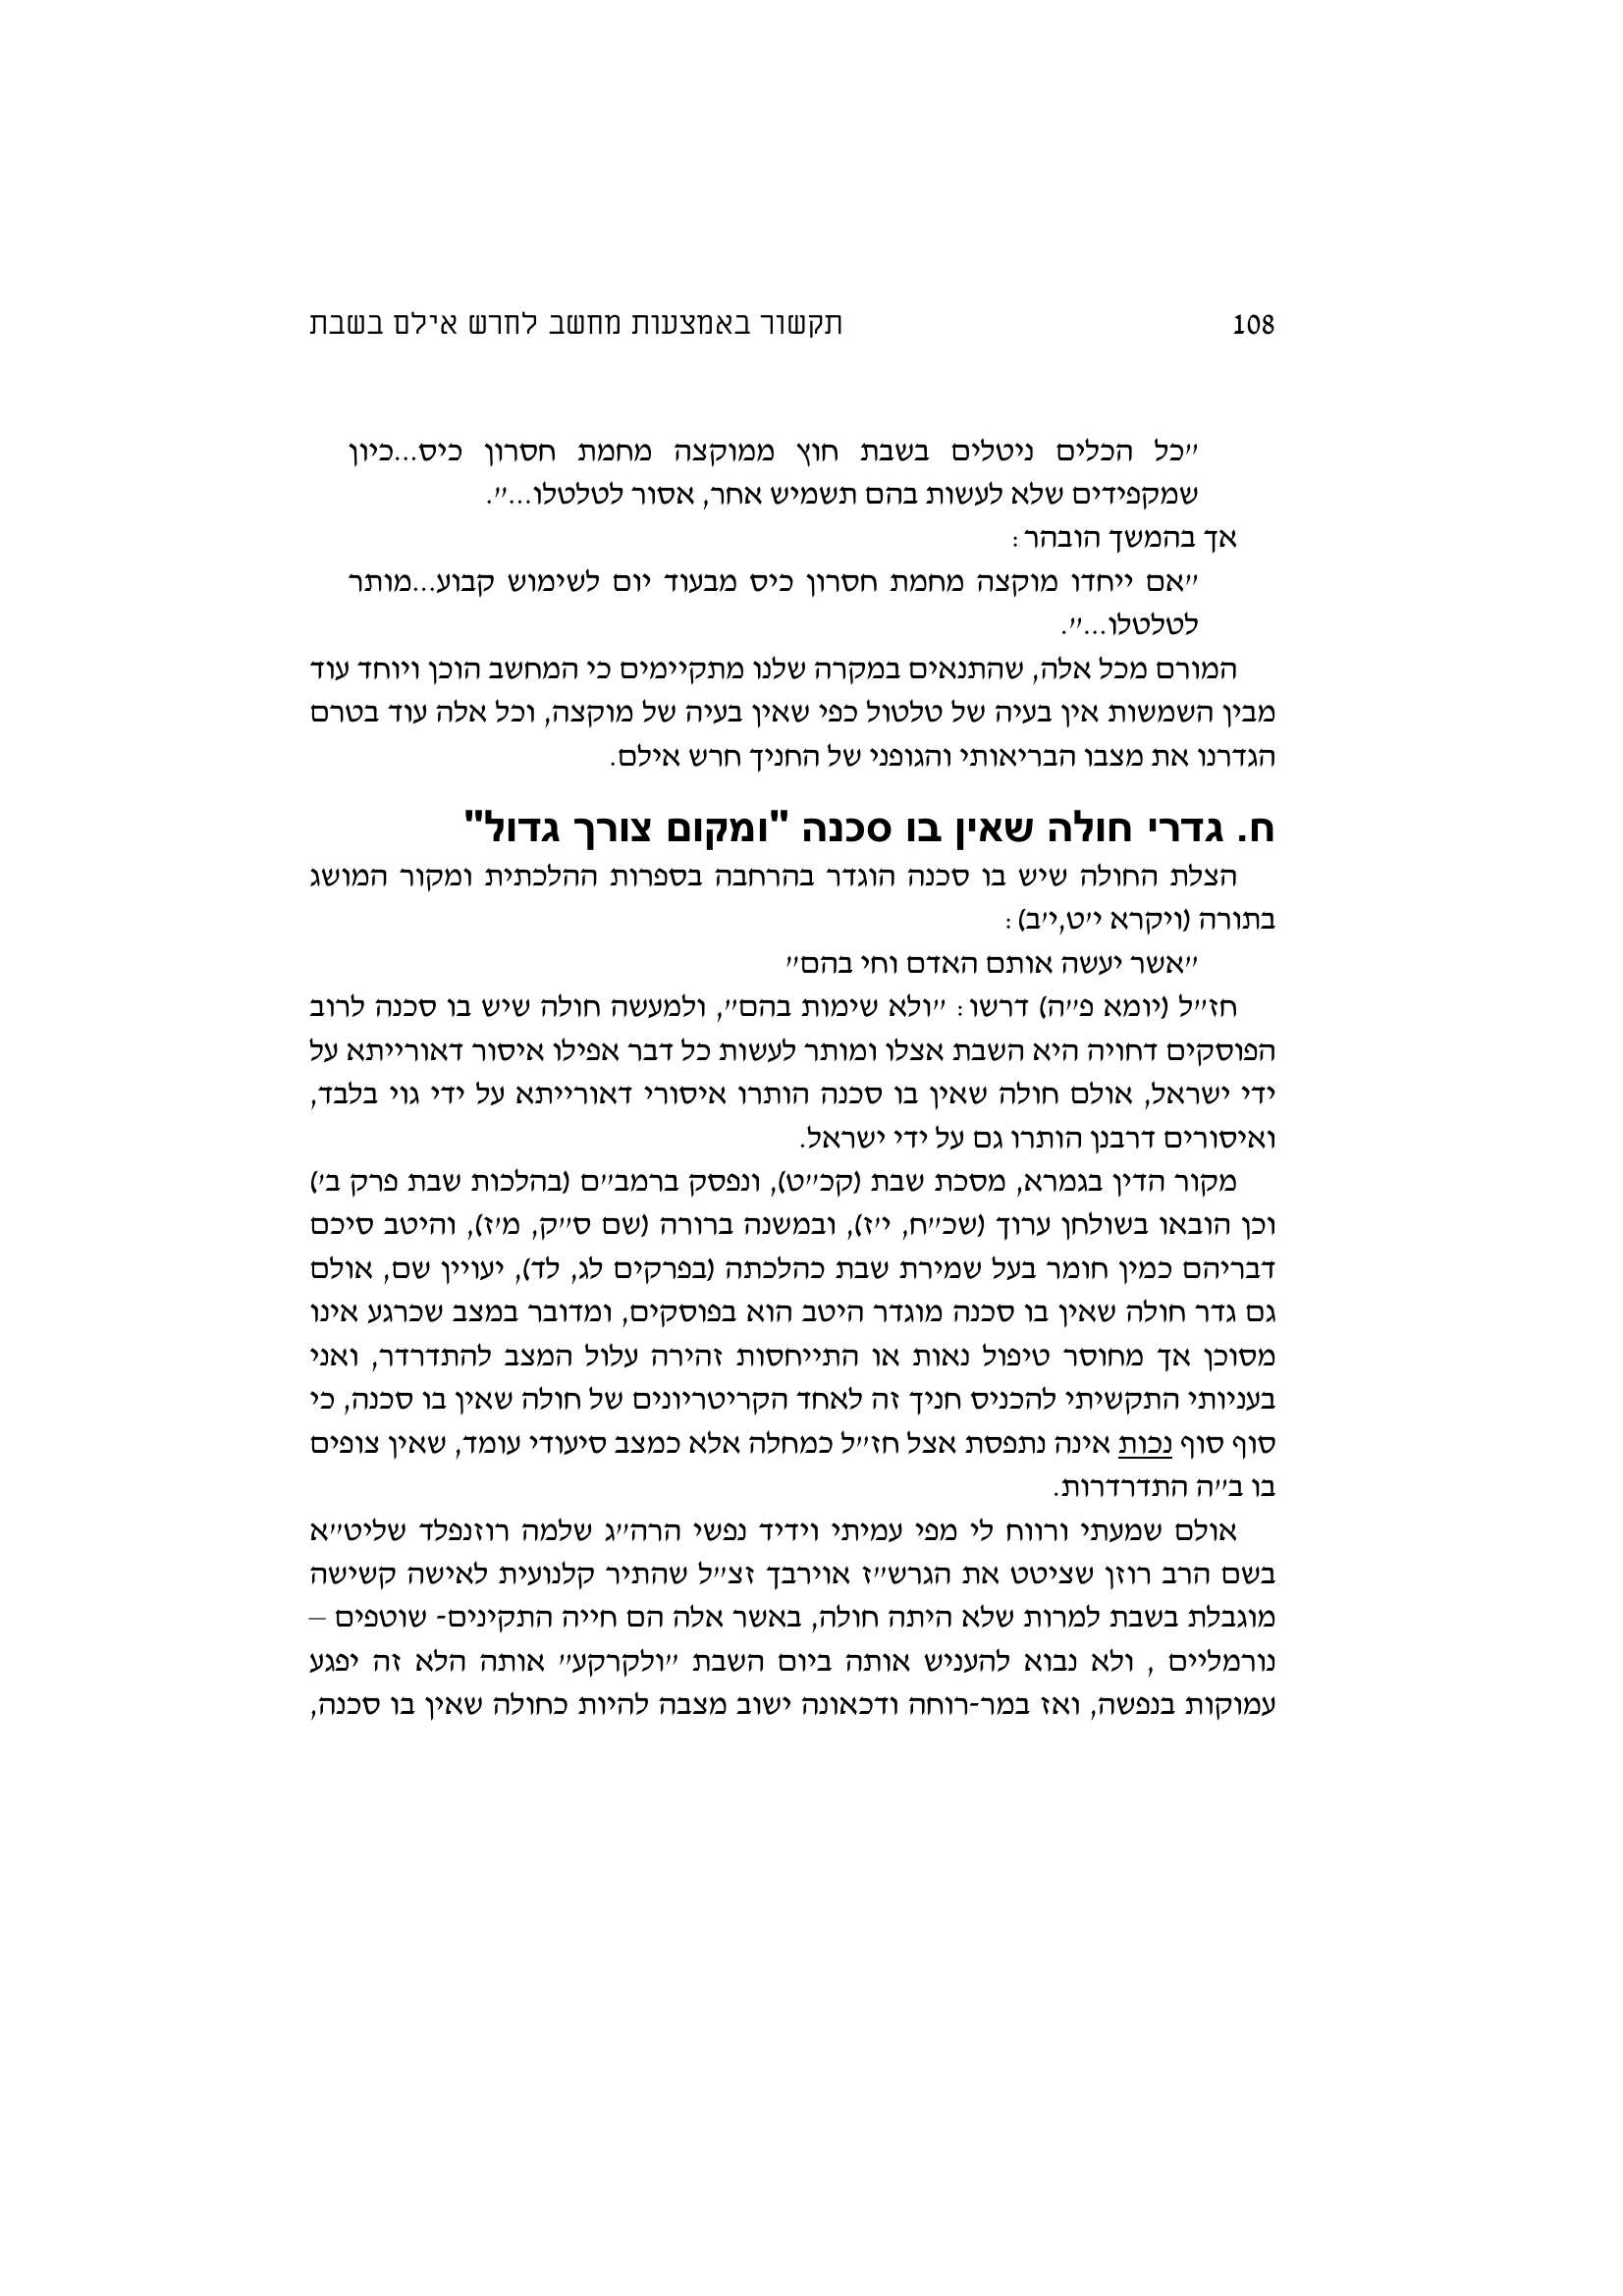 108 תקשור באמצעות מחשב לחרש אילם בשבת
״כל הכלים ניטלים בשבת חוץ ממוקצה מחמת חסרון כיס...כיון
שמקפידים שלא לעשות בהם תשמיש אחר, אסור לטלטלו...״.
אך בהמשך הובהר:
״אם ייחדו מוקצה מחמת חסרון כיס מבעוד יום לשימוש קבוע...מותר
לטלטלו...״.
המורם מכל אלה, שהתנאים במקרה שלנו מתקיימים כי המחשב הוכן ויוחד עוד
מבין השמשות אין בעיה של טלטול כפי שאין בעיה של מוקצה, וכל אלה עוד בטרם
הגדרנו את מצבו הבריאותי והגופני של החניך חרש אילם.
ח. גדרי חולה שאין בו סכנה "ומקום צורך גדול"
הצלת החולה שיש בו סכנה הוגדר בהרחבה בספרות ההלכתית ומקור המושג
בתורה (ויקרא י״ט,י״ב):
״אשר יעשה אותם האדם וחי בהם״
חז״ל (יומא פ״ה) דרשו: ״ולא שימות בהם״, ולמעשה חולה שיש בו סכנה לרוב
הפוסקים דחויה היא השבת אצלו ומותר לעשות כל דבר אפילו איסור דאורייתא על
ידי ישראל, אולם חולה שאין בו סכנה הותרו איסורי דאורייתא על ידי גוי בלבד,
ואיסורים דרבנן הותרו גם על ידי ישראל.
מקור הדין בגמרא, מסכת שבת (קכ״ט), ונפסק ברמב״ם (בהלכות שבת פרק ב׳)
וכן הובאו בשולחן ערוך (שכ״ח, י׳ז), ובמשנה ברורה (שם ס״ק, מ׳ז), והיטב סיכם
דבריהם כמין חומר בעל שמירת שבת כהלכתה (בפרקים לג, לד), יעויין שם, אולם
גם גדר חולה שאין בו סכנה מוגדר היטב הוא בפוסקים, ומדובר במצב שכרגע אינו
מסוכן אך מחוסר טיפול נאות או התייחסות זהירה עלול המצב להתדרדר, ואני
בעניותי התקשיתי להכניס חניך זה לאחד הקריטריונים של חולה שאין בו סכנה, כי
סוף סוף נכות אינה נתפסת אצל חז״ל כמחלה אלא כמצב סיעודי עומד, שאין צופים
בו ב״ה התדרדרות.
אולם שמעתי ורווח לי מפי עמיתי וידיד נפשי הרה״ג שלמה רוזנפלד שליט״א
בשם הרב רוזן שציטט את הגרש״ז אוירבך זצ״ל שהתיר קלנועית לאישה קשישה
מוגבלת בשבת למרות שלא היתה חולה, באשר אלה הם חייה התקינים- שוטפים –
נורמליים , ולא נבוא להעניש אותה ביום השבת ״ולקרקע״ אותה הלא זה יפגע
עמוקות בנפשה, ואז במר-רוחה ודכאונה ישוב מצבה להיות כחולה שאין בו סכנה,